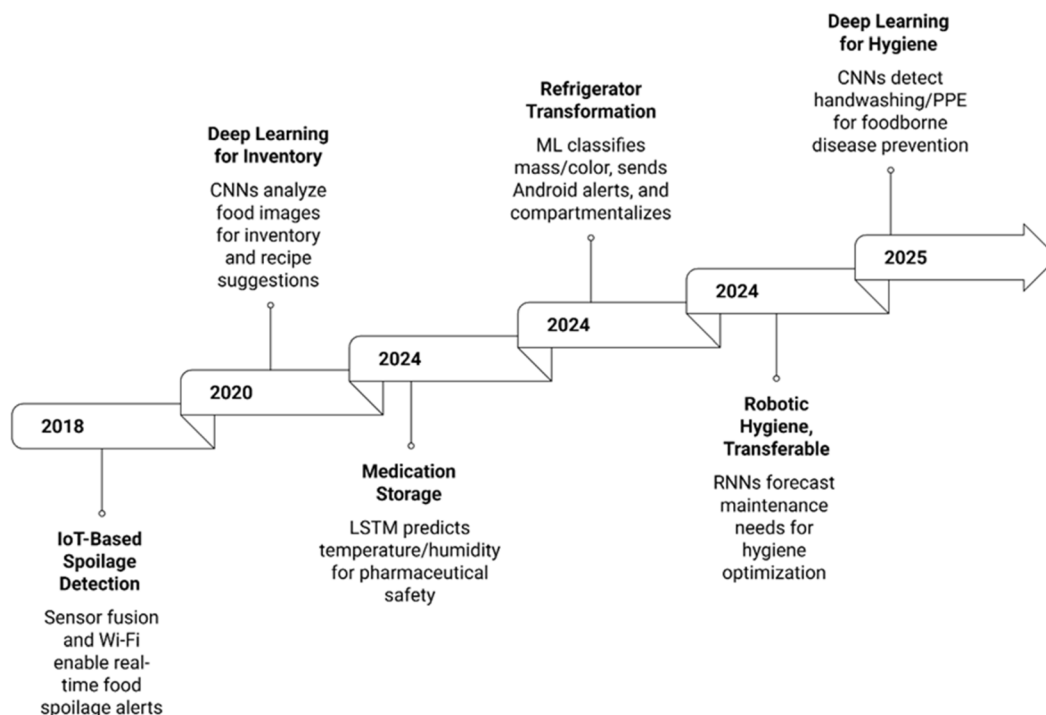 2018
IoT-Based
Spoilage
Detection
Sensor fusion
and Wi-Fi
enable real-
time food
spoilage alerts
Deep Learning
for Inventory
CNNs analyze
food images
for inventory
and recipe
suggestions
2020
2024
Medication
Storage
LSTM predicts
temperature/humidity
for pharmaceutical
safety
Refrigerator
Transformation
ML classifies
mass/color, sends
Android alerts, and
compartmentalizes
2024
2024
Robotic
Hygiene,
Transferable
RNNs forecast
maintenance
needs for
hygiene
optimization
Deep Learning
for Hygiene
CNNs detect
handwashing/PPE
for foodborne
disease prevention
2025